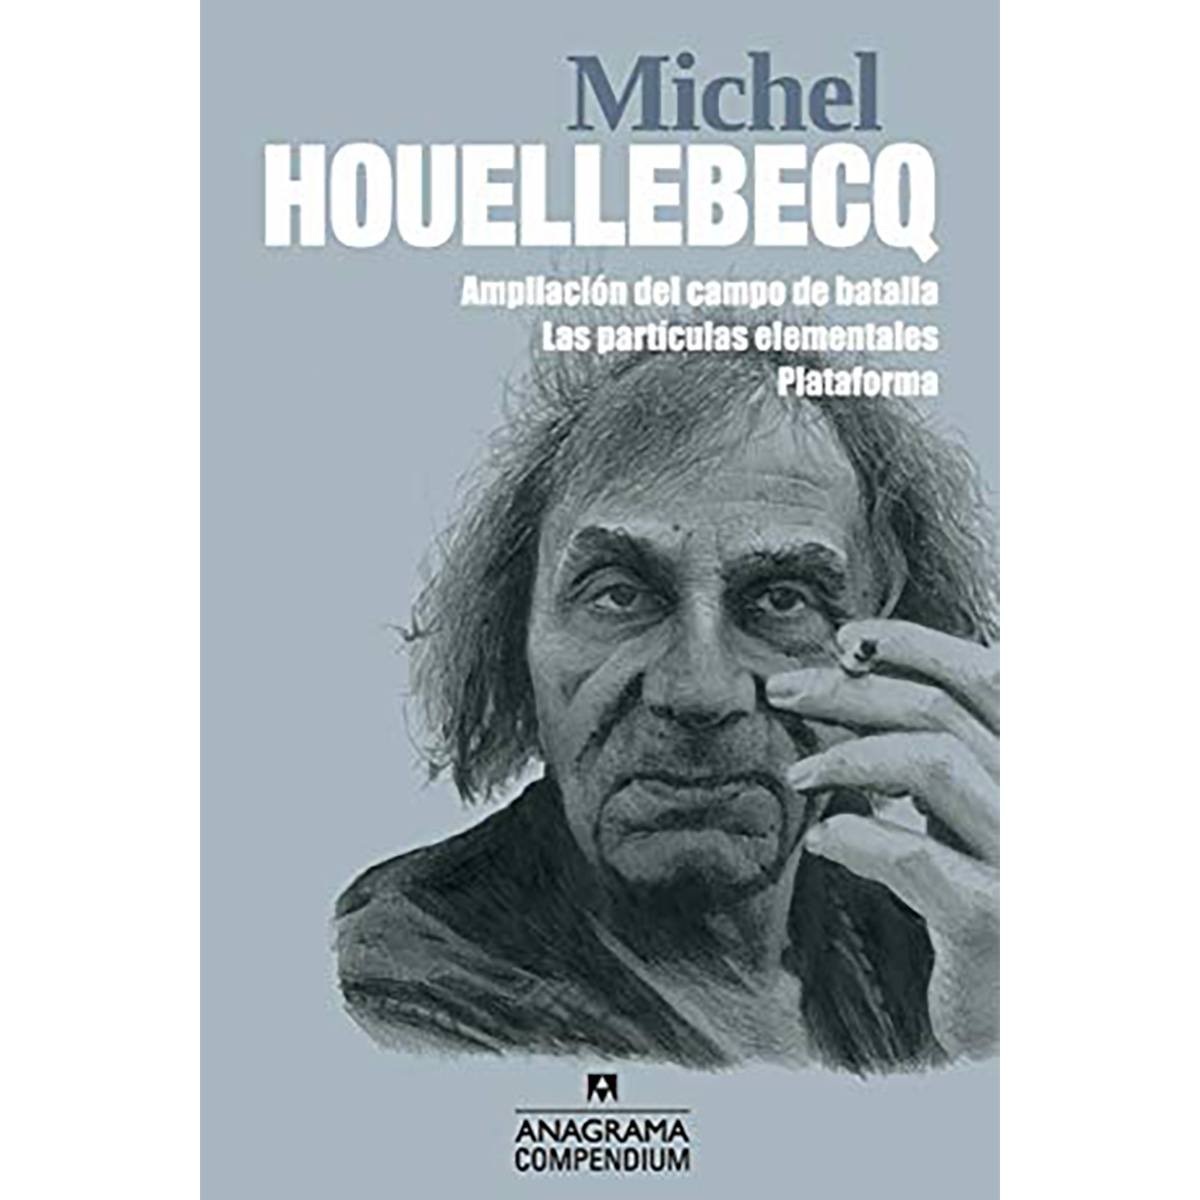 Michel
HOUELLEBECQ
Ampliación del campo de batalla
Las partículas elementales
Plataforma
ANAGRAMA
COMPENDIUM